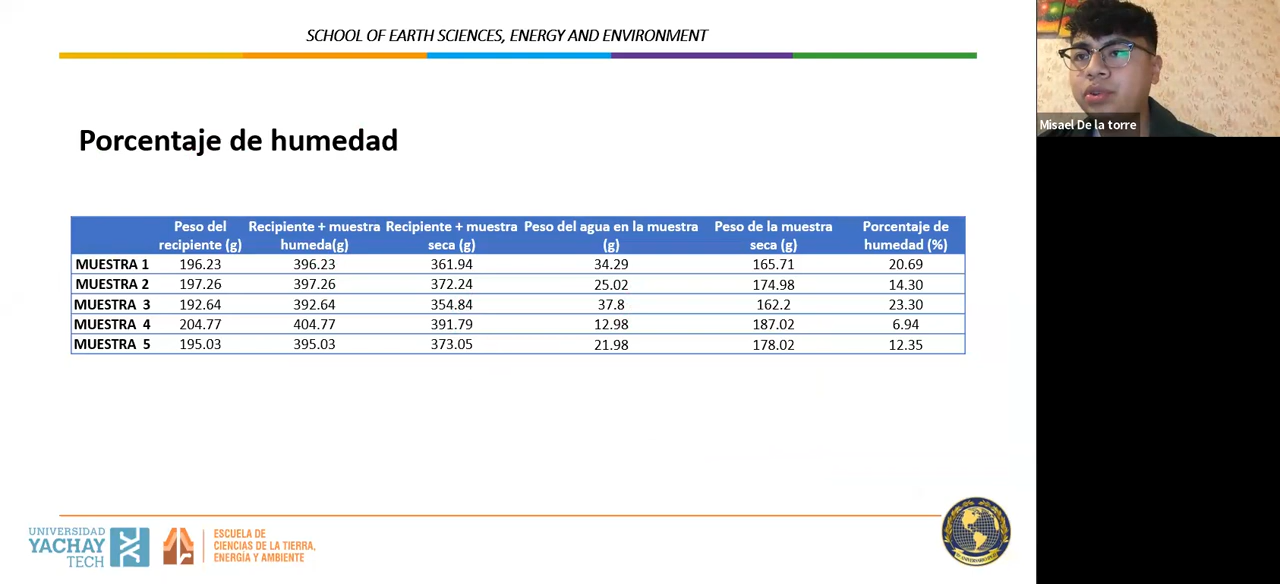 SCHOOL OF EARTH SCIENCES, ENERGY AND ENVIRONMENT
Misael De la torre
Porcentaje de humedad
Peso del recipiente (g) Recipiente + muestra humeda(g) Recipiente + muestra seca (g) Peso del agua en la muestra (g) Peso de la muestra seca (g) Porcentaje de humedad (%)
MUESTRA 1 196.23 396.23 361.94 34.29 165.71 20.69
MUESTRA 2 197.26 397.26 372.24 25.02 174.98 14.30
MUESTRA 3 192.64 392.64 354.84 37.8 162.2 23.30
MUESTRA 4 204.77 404.77 391.79 12.98 187.02 6.94
MUESTRA 5 195.03 395.03 373.05 21.98 178.02 12.35
UNIVERSIDAD
YACHAY
TECH
ESCUELA DE
CIENCIAS DE LA TIERRA,
ENERGÍA Y AMBIENTE